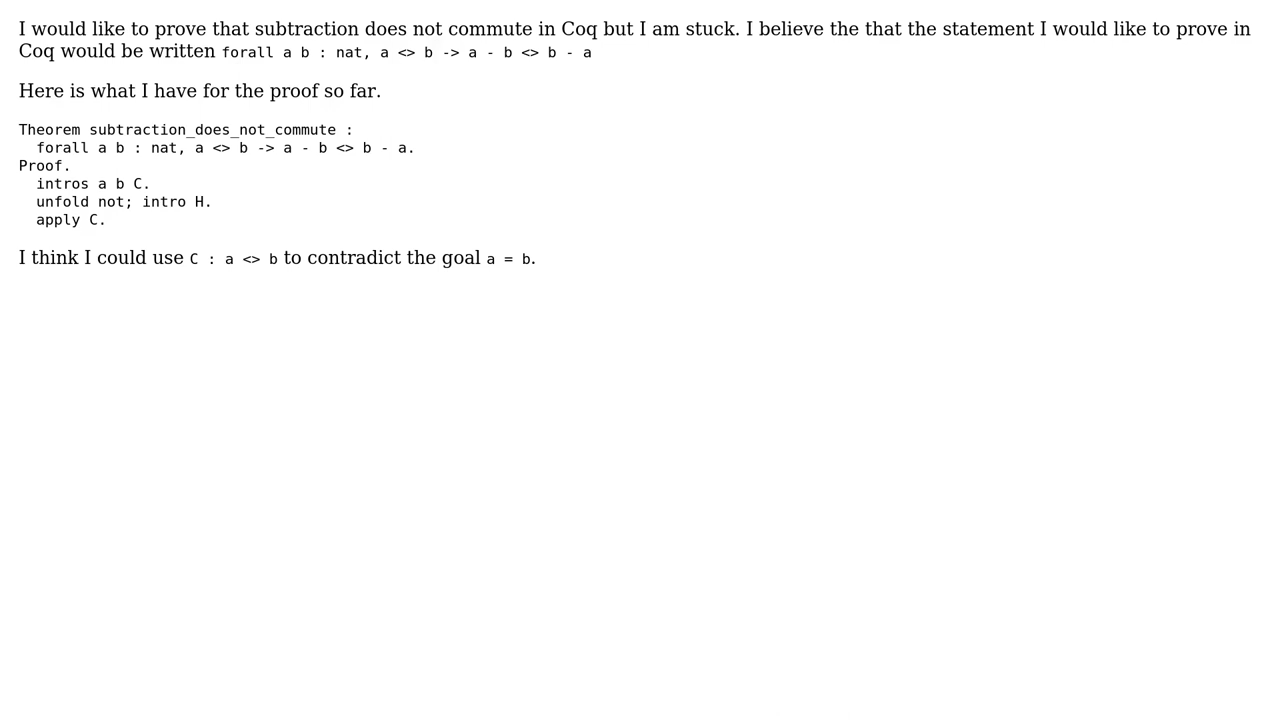 I would like to prove that subtraction does not commute in Coq but I am stuck. I believe the that the statement I would like to prove in
Coq would be written forall a b : nat, a <> b -> a - b <> b - a
Here is what I have for the proof so far.
Theorem subtraction_does_not_commute :
  forall a b : nat, a <> b -> a - b <> b - a.
Proof.
  intros a b C.
  unfold not; intro H.
  apply C.
I think I could use C : a <> b to contradict the goal a = b.